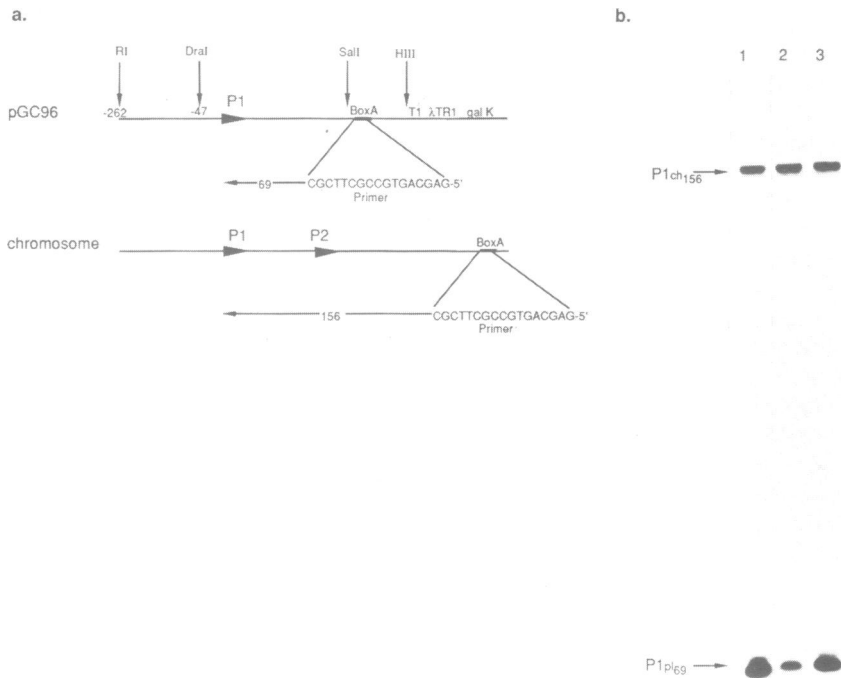 a.
RI DraI SalI HIII
pGC96 -262 -47 P1 BoxA T1 λTR1 gal K
69 CGCTTCGCCGTGACGAG-5'
Primer
chromosome P1 P2 BoxA
156 CGCTTCGCCGTGACGAG-5'
Primer
b.
1 2 3
P1ch156
P1pl69